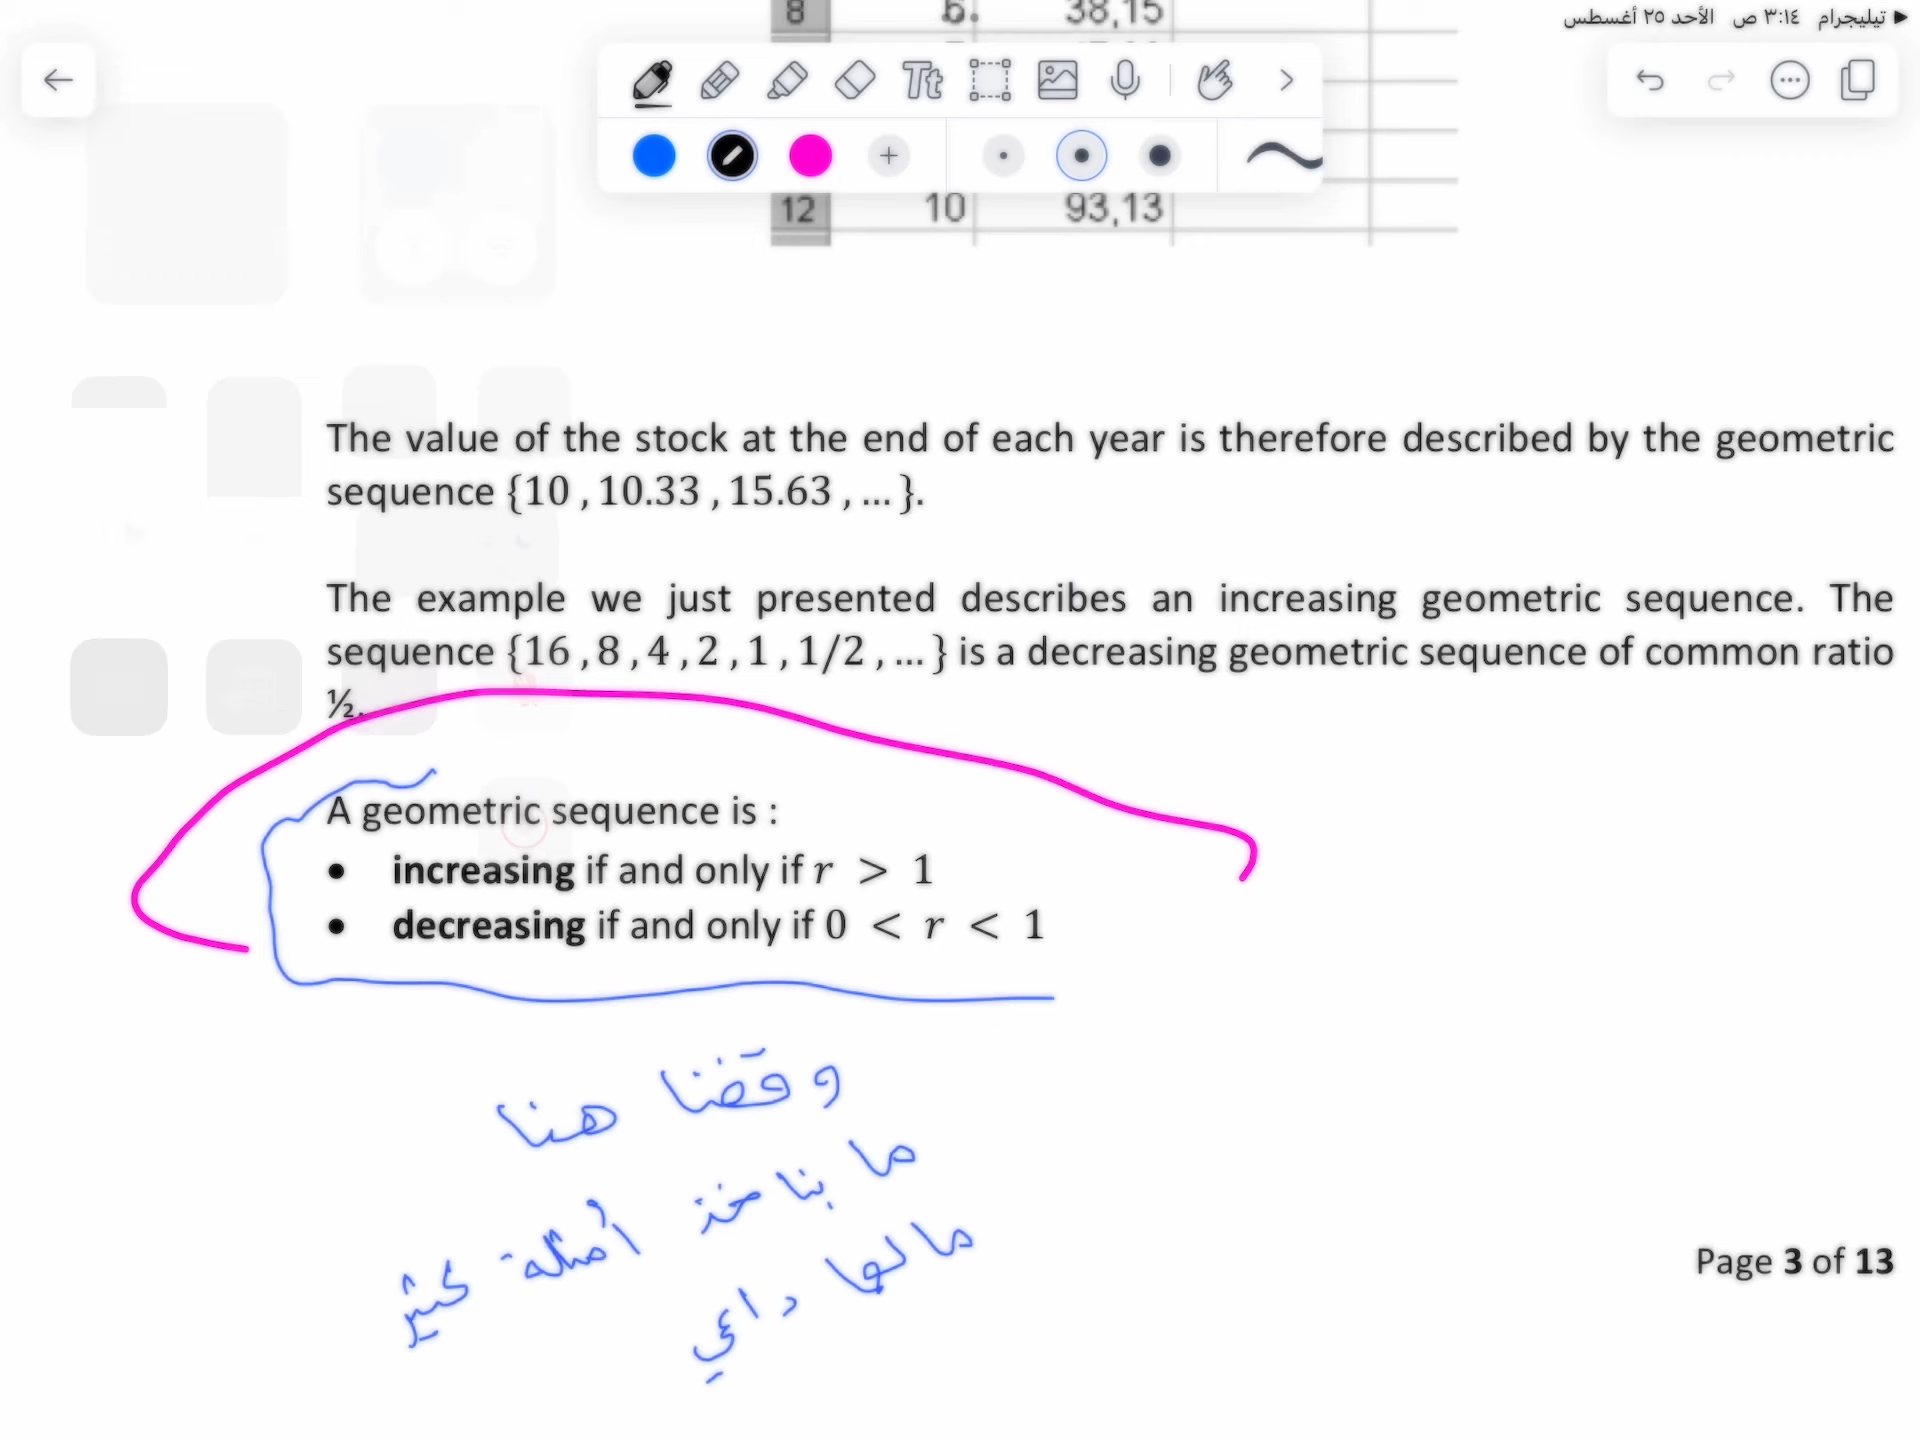 ▶ تيليجرام ٣:١٤ ص الأحد ٢٥ أغسطس
8 6. 38,15
Tt
12 10 93,13
The value of the stock at the end of each year is therefore described by the geometric
sequence {10 , 10.33 , 15.63 , ... }.
The example we just presented describes an increasing geometric sequence. The
sequence {16 , 8 , 4 , 2 , 1 , 1/2 , ... } is a decreasing geometric sequence of common ratio
½.
A geometric sequence is :
• increasing if and only if r > 1
• decreasing if and only if 0 < r < 1
وقفنا هنا
ما بناخذ أمثلة كثير
مالها داعي
Page 3 of 13